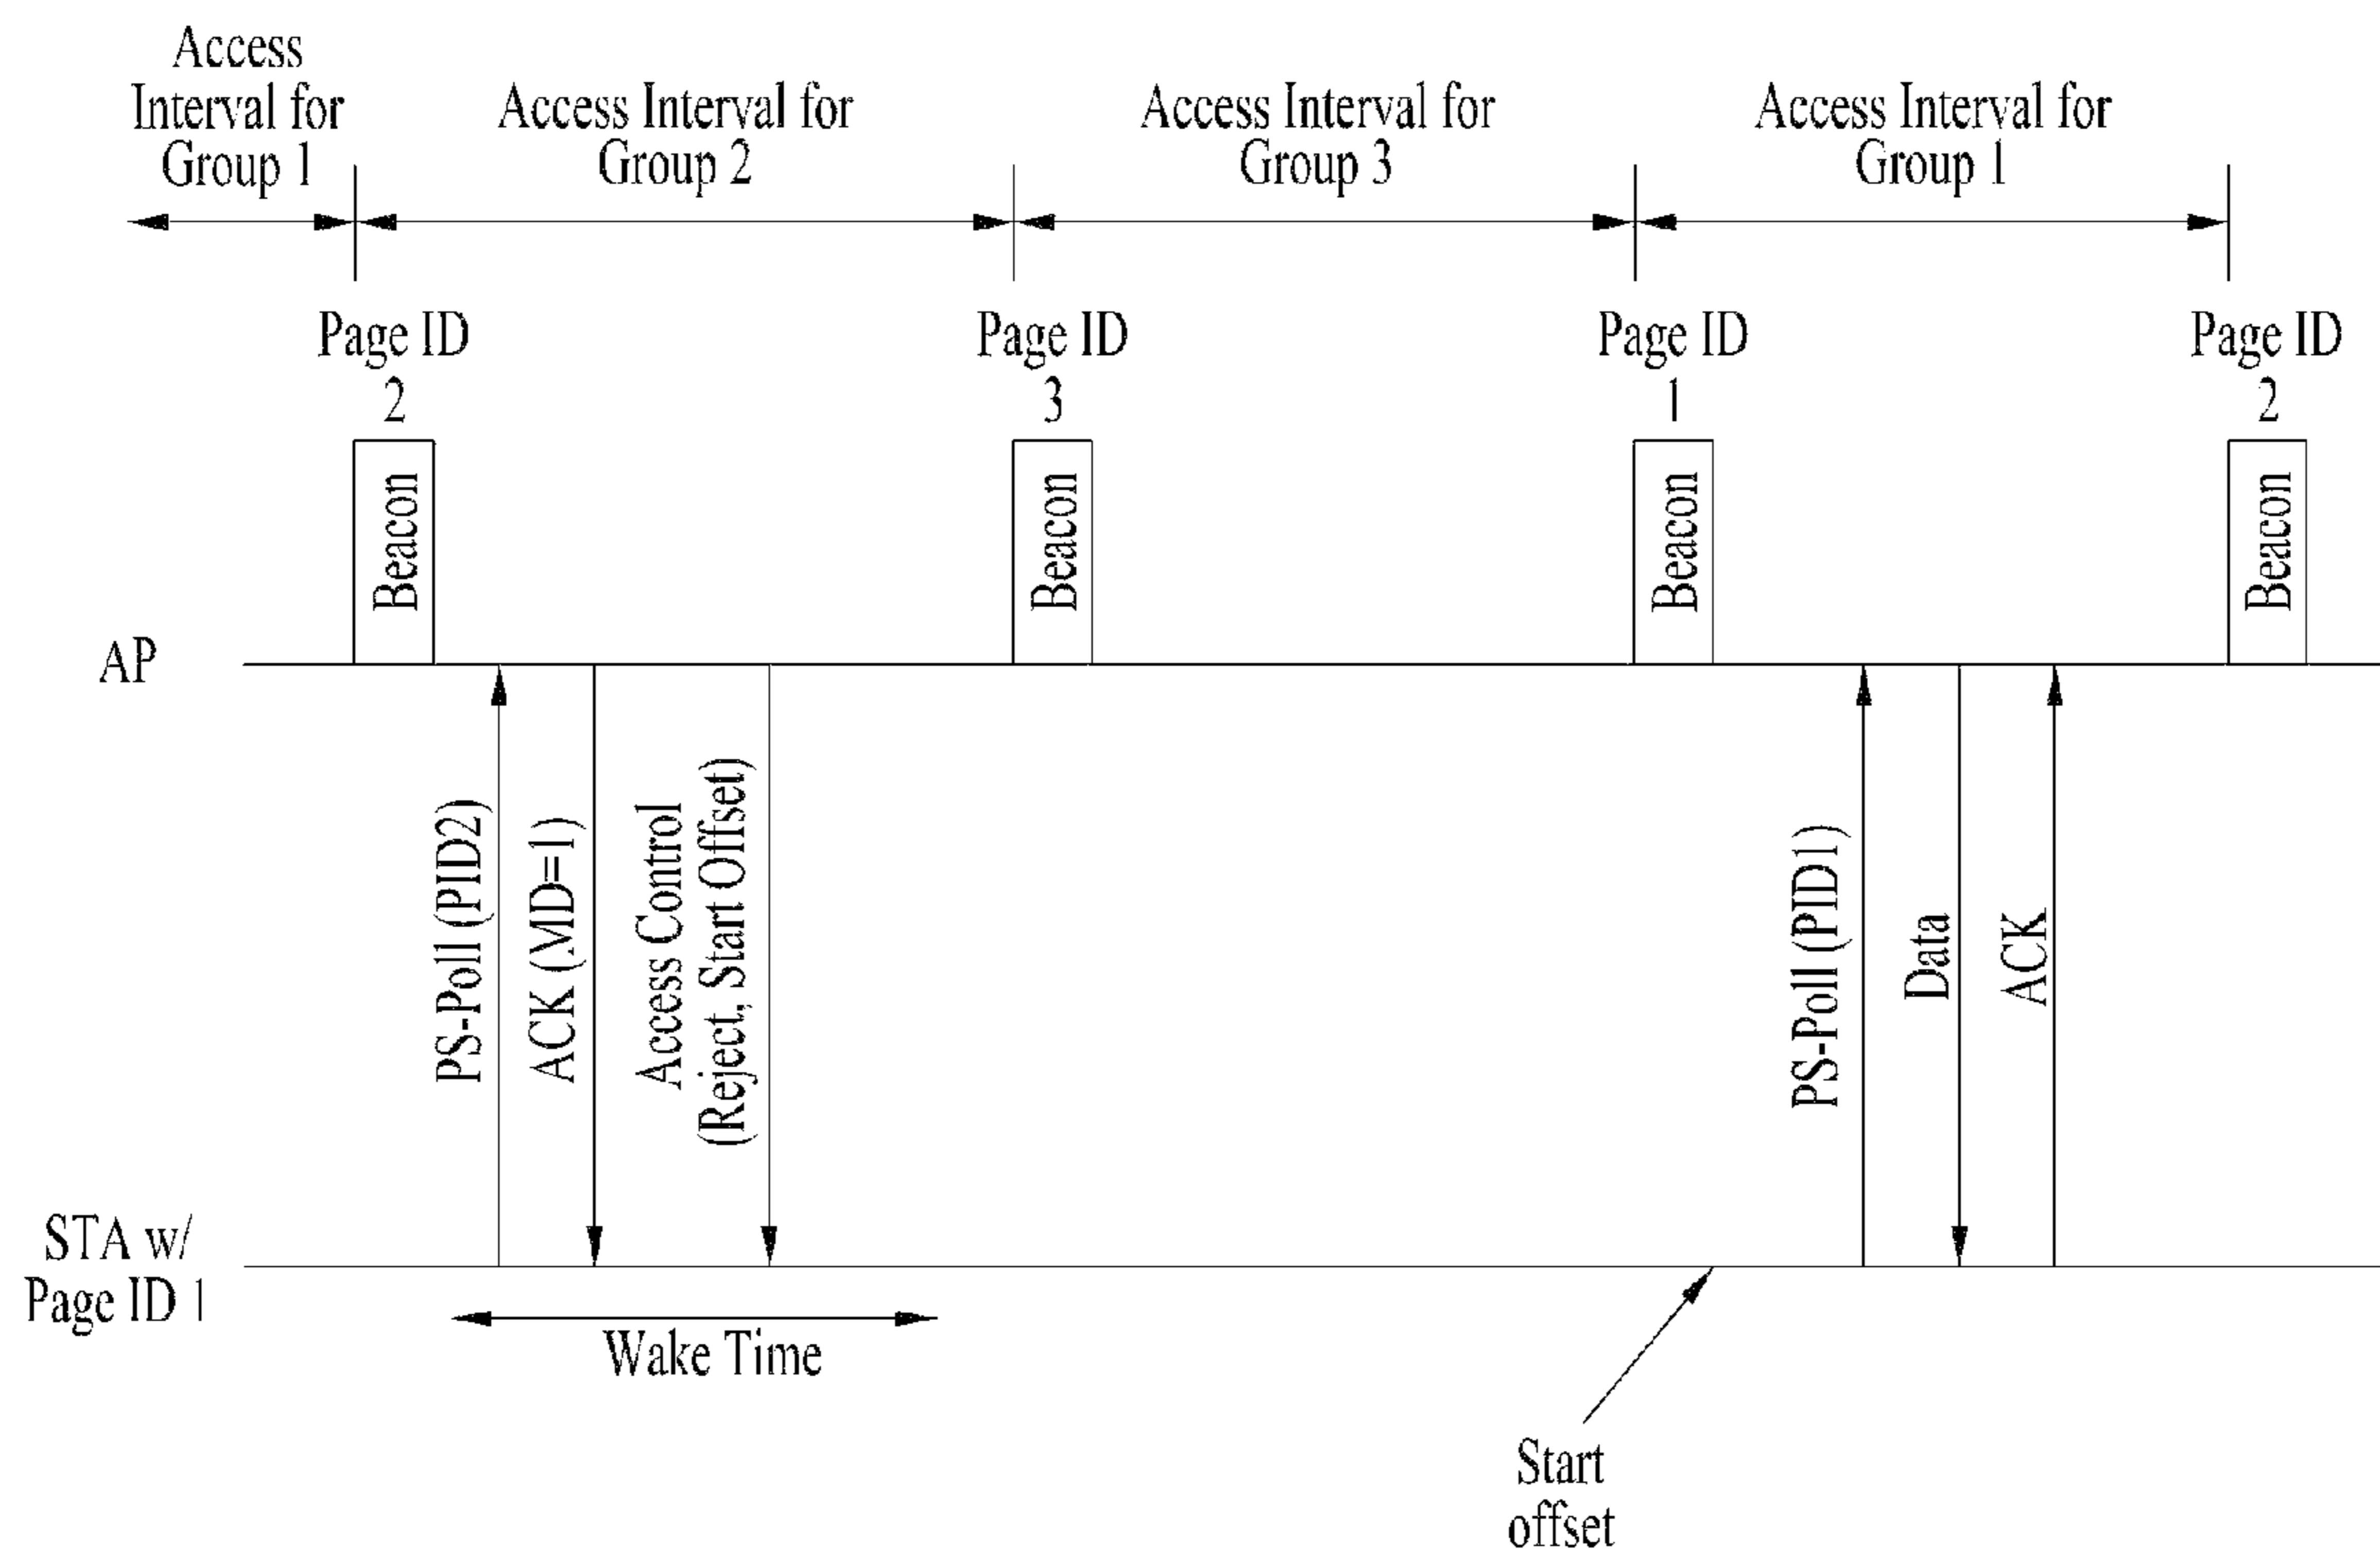 Access
Interval for
Group 1
Access Interval for
Group 2
Access Interval for
Group 3
Access Interval for
Group 1
Page ID
2
Page ID
3
Page ID
1
Page ID
2
Beacon
Beacon
Beacon
Beacon
AP
PS-Poll (PID2)
ACK (MD=1)
Access Control
(Reject, Start Offset)
PS-Poll (PID1)
Data
ACK
STA w/
Page ID 1
Wake Time
Start
offset